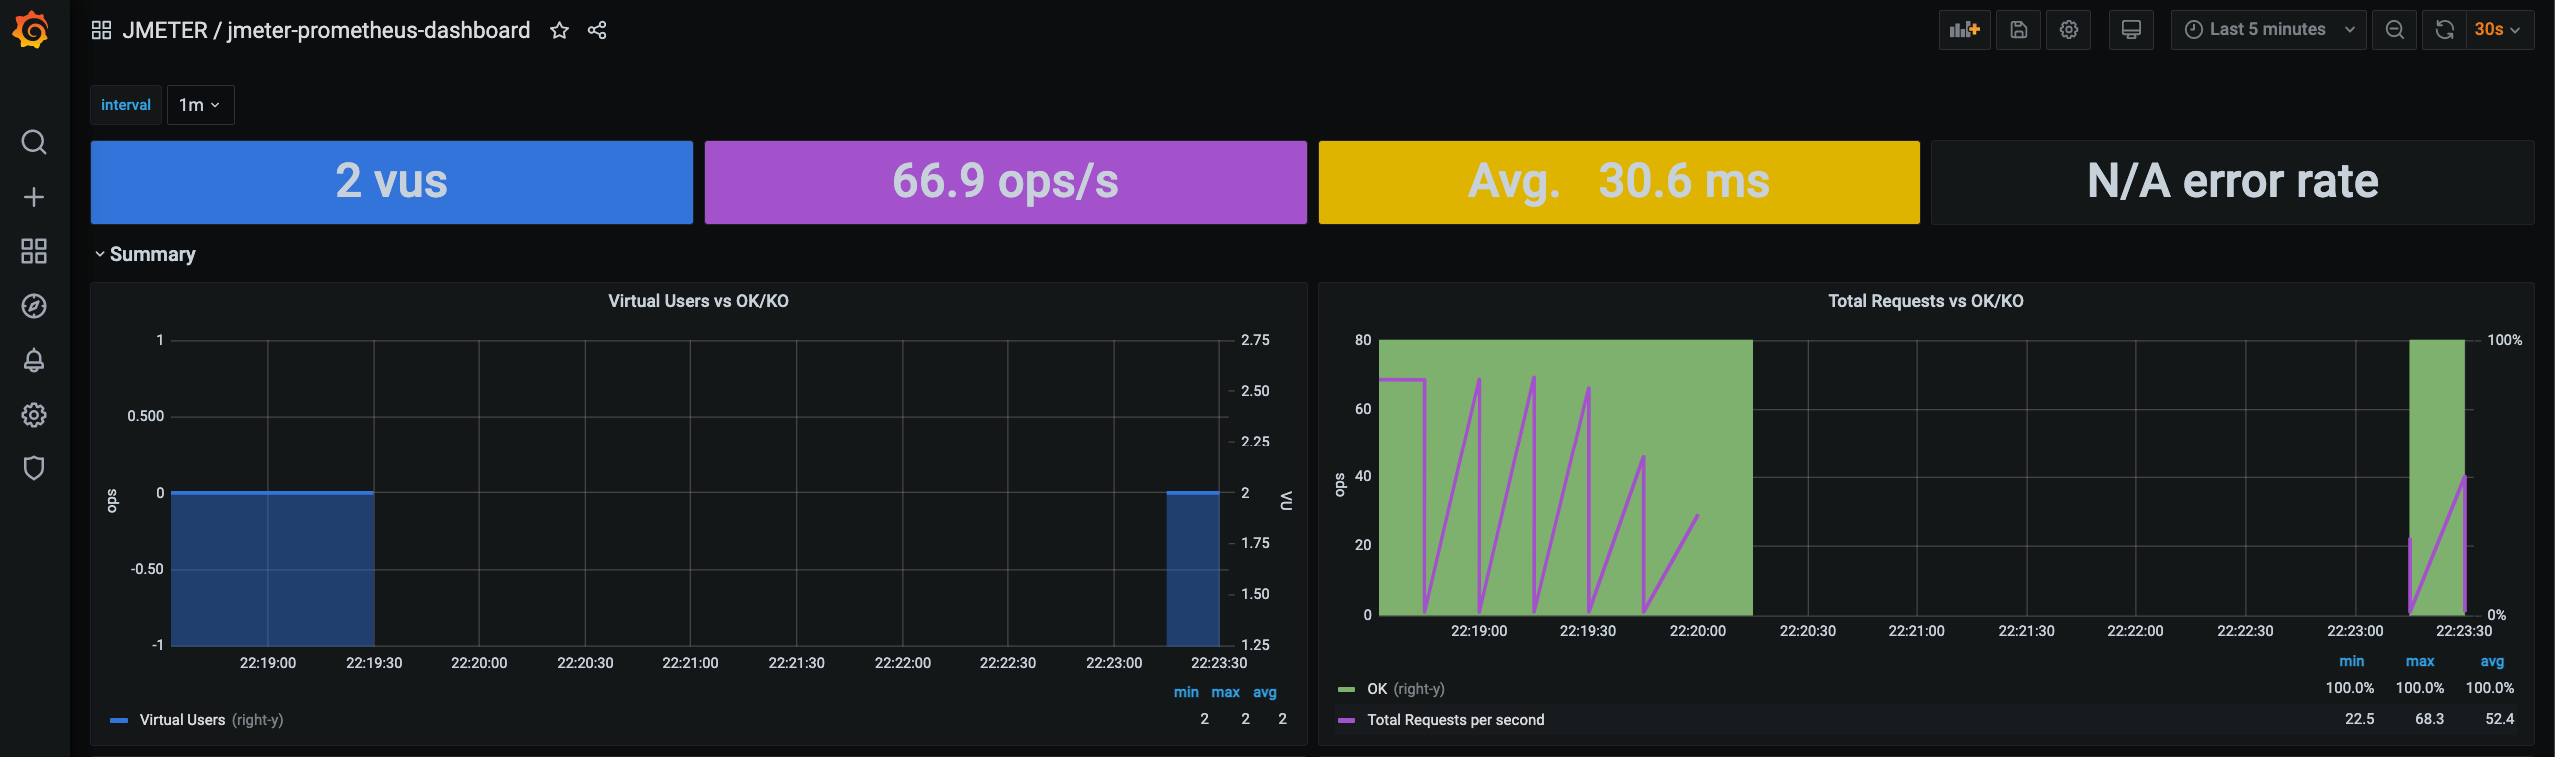 JMETER / jmeter-prometheus-dashboard
Last 5 minutes
30s
interval
1m
2 vus
66.9 ops/s
Avg. 30.6 ms
N/A error rate
Summary
Virtual Users vs OK/KO
1
0.500
0
-0.50
-1
ops
2.75
2.50
2.25
2
1.75
1.50
1.25
VU
22:19:00 22:19:30 22:20:00 22:20:30 22:21:00 22:21:30 22:22:00 22:22:30 22:23:00 22:23:30
min max avg
Virtual Users (right-y) 2 2 2
Total Requests vs OK/KO
80
60
40
20
0
ops
100%
0%
22:19:00 22:19:30 22:20:00 22:20:30 22:21:00 22:21:30 22:22:00 22:22:30 22:23:00 22:23:30
min max avg
OK (right-y) 100.0% 100.0% 100.0%
Total Requests per second 22.5 68.3 52.4